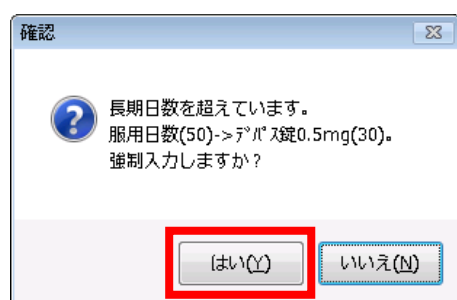 確認
長期日数を超えています。
服用日数(50)->ﾃﾞﾊﾟｽ錠0.5mg(30)。
強制入力しますか？
はい(Y)
いいえ(N)